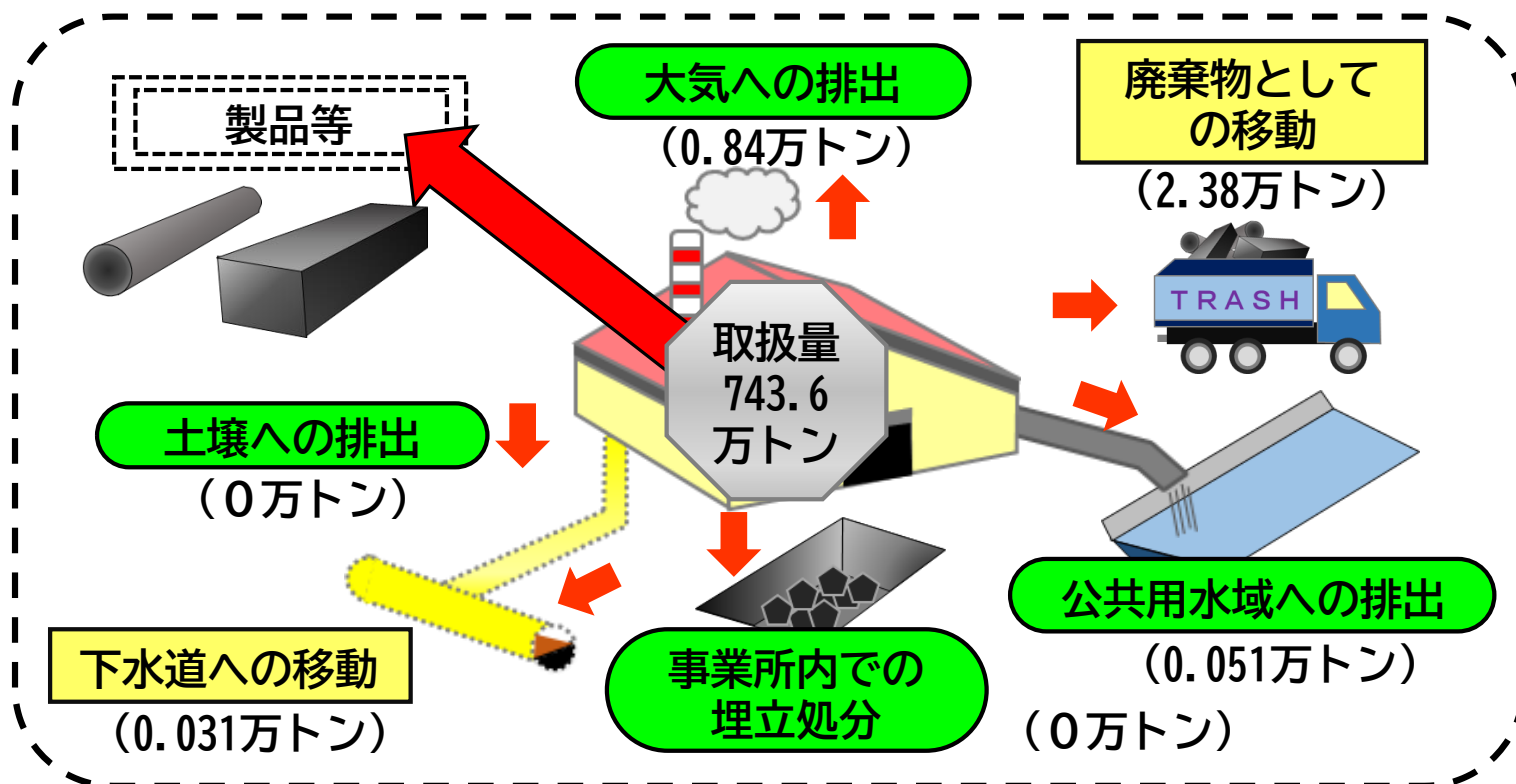 製品等
大気への排出
（0.84万トン）
廃棄物として
の移動
（2.38万トン）
TRASH
取扱量
743.6
万トン
土壌への排出
（０万トン）
公共用水域への排出
（0.051万トン）
下水道への移動
（0.031万トン）
事業所内での
埋立処分
（０万トン）